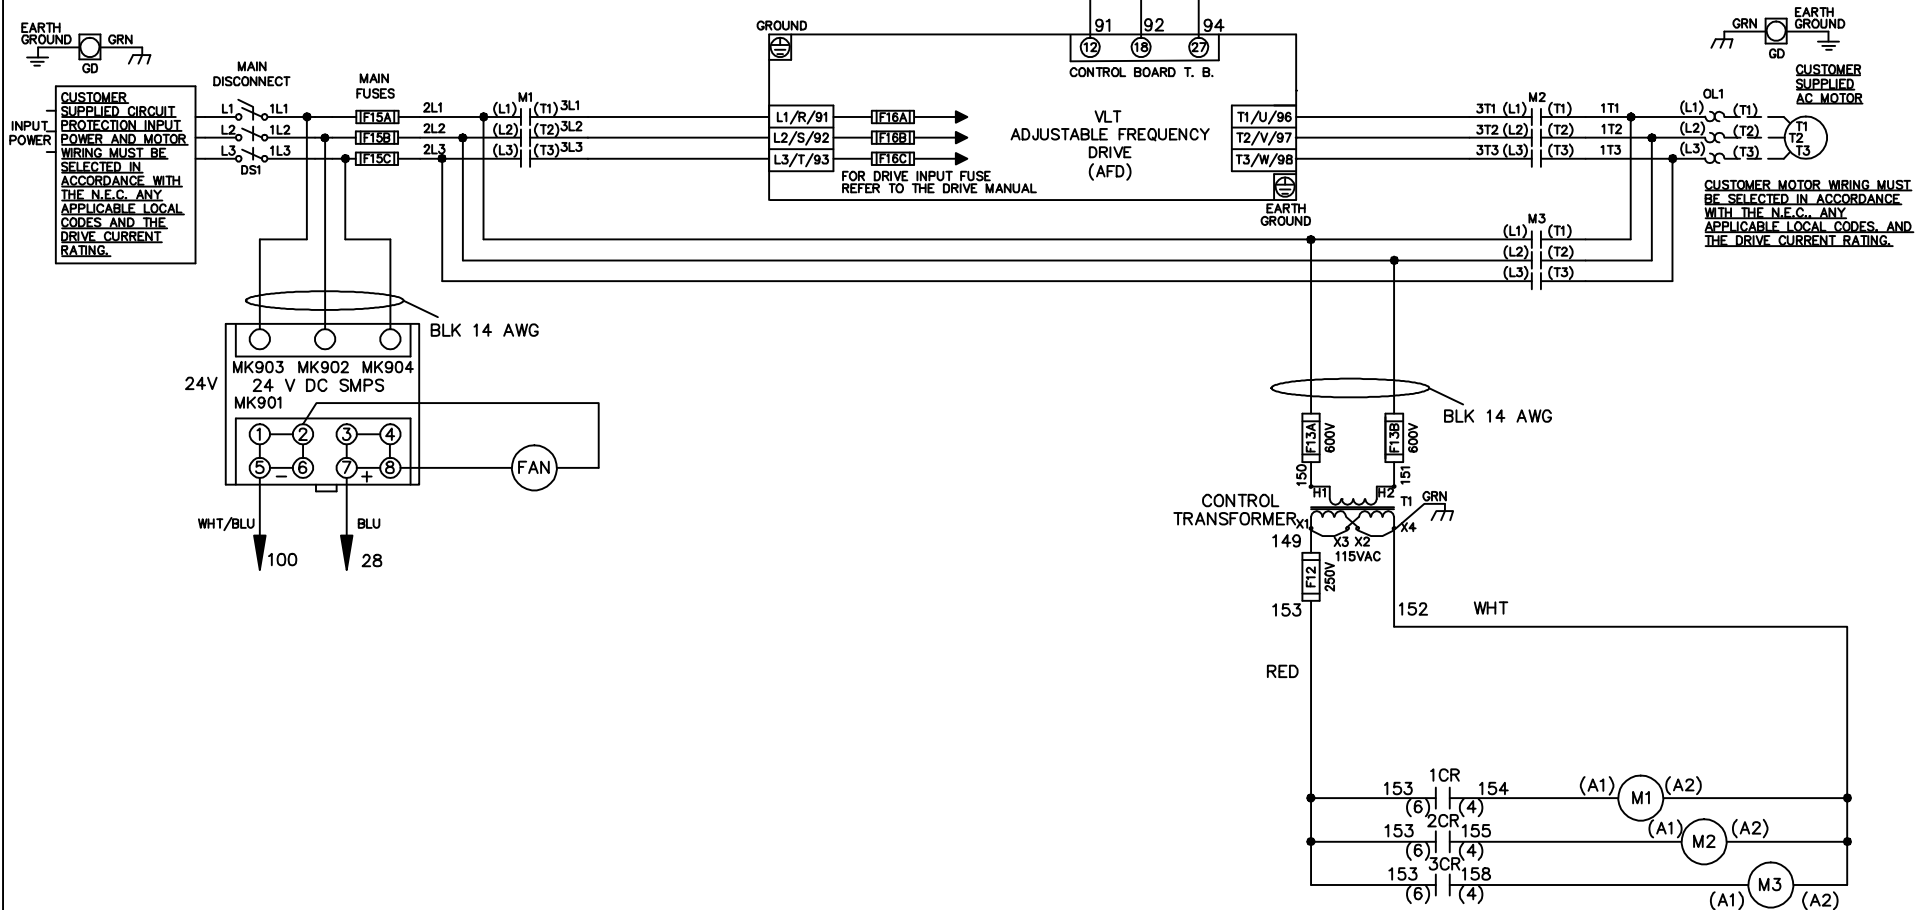 EARTH
GROUND
GRN
GD
CUSTOMER
SUPPLIED CIRCUIT
PROTECTION INPUT
POWER AND MOTOR
WIRING MUST BE
SELECTED IN
ACCORDANCE WITH
THE N.E.C. ANY
APPLICABLE LOCAL
CODES AND THE
DRIVE CURRENT
RATING.
INPUT
POWER
MAIN
DISCONNECT
L1 1L1
L2 1L2
L3 1L3
DS1
MAIN
FUSES
F15A
F15B
F15C
2L1
2L2
2L3
M1
(L1) (T1) 3L1
(L2) (T2) 3L2
(L3) (T3) 3L3
GROUND
91 92 94
12 18 27
CONTROL BOARD T. B.
L1/R/91
L2/S/92
L3/T/93
F16A
F16B
F16C
FOR DRIVE INPUT FUSE
REFER TO THE DRIVE MANUAL
VLT
ADJUSTABLE FREQUENCY
DRIVE
(AFD)
T1/U/96
T2/V/97
T3/W/98
EARTH
GROUND
M2
3T1 (L1) (T1) 1T1
3T2 (L2) (T2) 1T2
3T3 (L3) (T3) 1T3
M3
(L1) (T1)
(L2) (T2)
(L3) (T3)
GRN
EARTH
GROUND
GD
CUSTOMER
SUPPLIED
AC MOTOR
OL1
(L1) (T1)
(L2) (T2)
(L3) (T3)
T1
T2
T3
CUSTOMER MOTOR WIRING MUST
BE SELECTED IN ACCORDANCE
WITH THE N.E.C., ANY
APPLICABLE LOCAL CODES, AND
THE DRIVE CURRENT RATING.
BLK 14 AWG
MK903 MK902 MK904
24V
24 V DC SMPS
MK901
1 2 3 4
5 − 6 7 + 8
FAN
WHT/BLU
BLU
100
28
BLK 14 AWG
F13A
600V
F13B
600V
150
151
H1 H2
T1
GRN
CONTROL
TRANSFORMER
X1
X3 X2
X4
115VAC
149
F12
250V
153
152
WHT
RED
1CR
153 154
(6) (4)
(A1) M1 (A2)
2CR
153 155
(6) (4)
(A1) M2 (A2)
3CR
153 158
(6) (4)
(A1) M3 (A2)